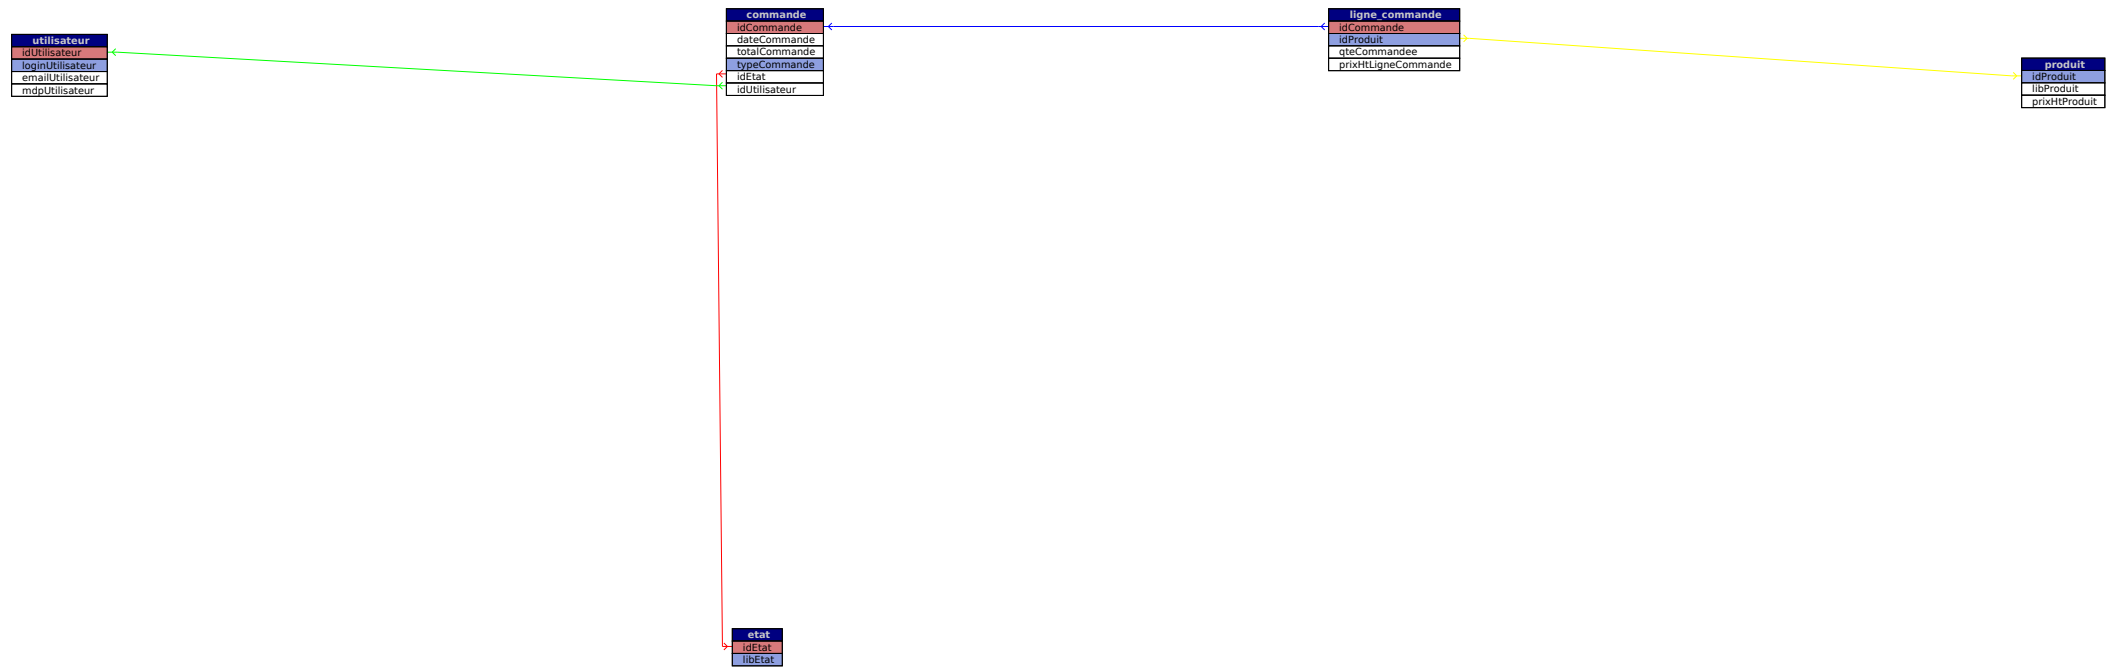 utilisateur
idUtilisateur
loginUtilisateur
emailUtilisateur
mdpUtilisateur
commande
idCommande
dateCommande
totalCommande
typeCommande
idEtat
idUtilisateur
ligne_commande
idCommande
idProduit
qteCommandee
prixHtLigneCommande
produit
idProduit
libProduit
prixHtProduit
etat
idEtat
libEtat